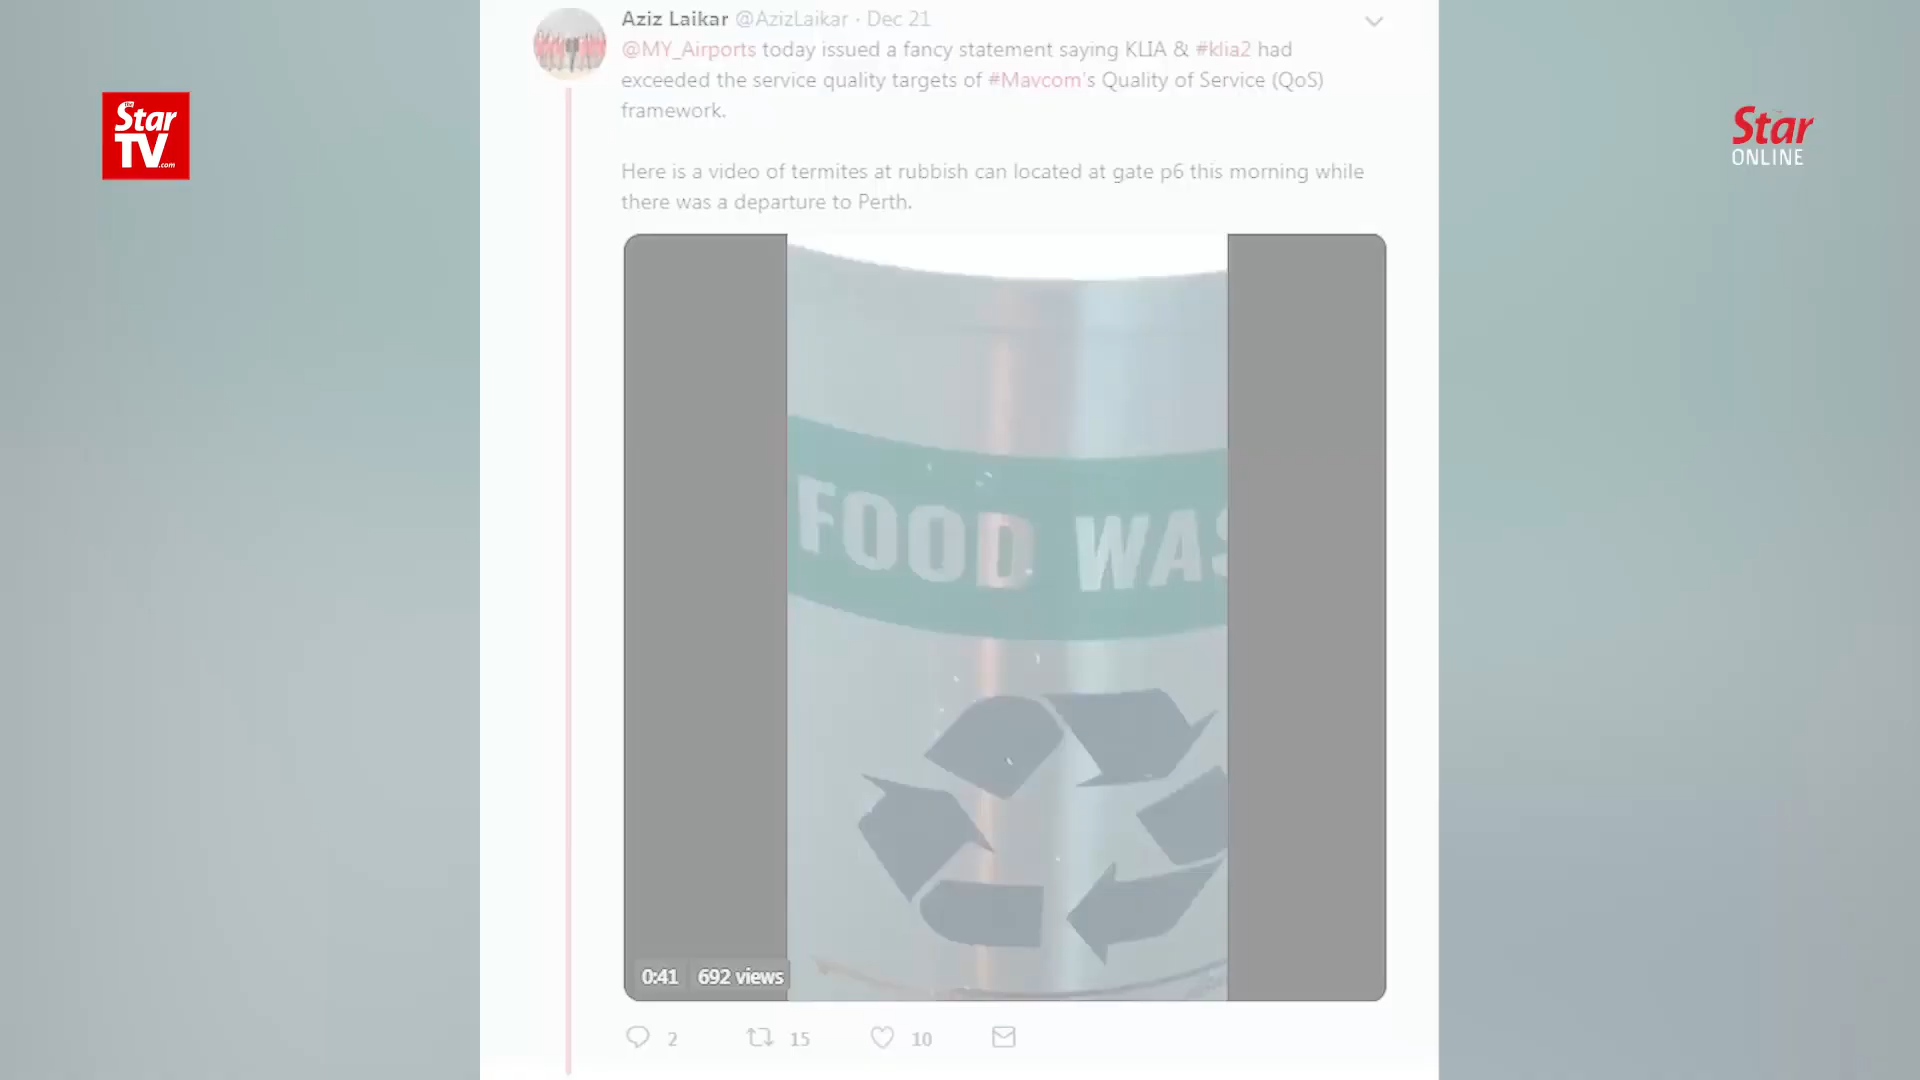 Aziz Laikar @AzizLaikar · Dec 21
@MY_Airports today issued a fancy statement saying KLIA & #klia2 had
exceeded the service quality targets of #Mavcom's Quality of Service (QoS)
framework.
Here is a video of termites at rubbish can located at gate p6 this morning while
there was a departure to Perth.
The
Star
TV.com
Star
ONLINE
FOOD WAS
0:41 692 views
2 15 10